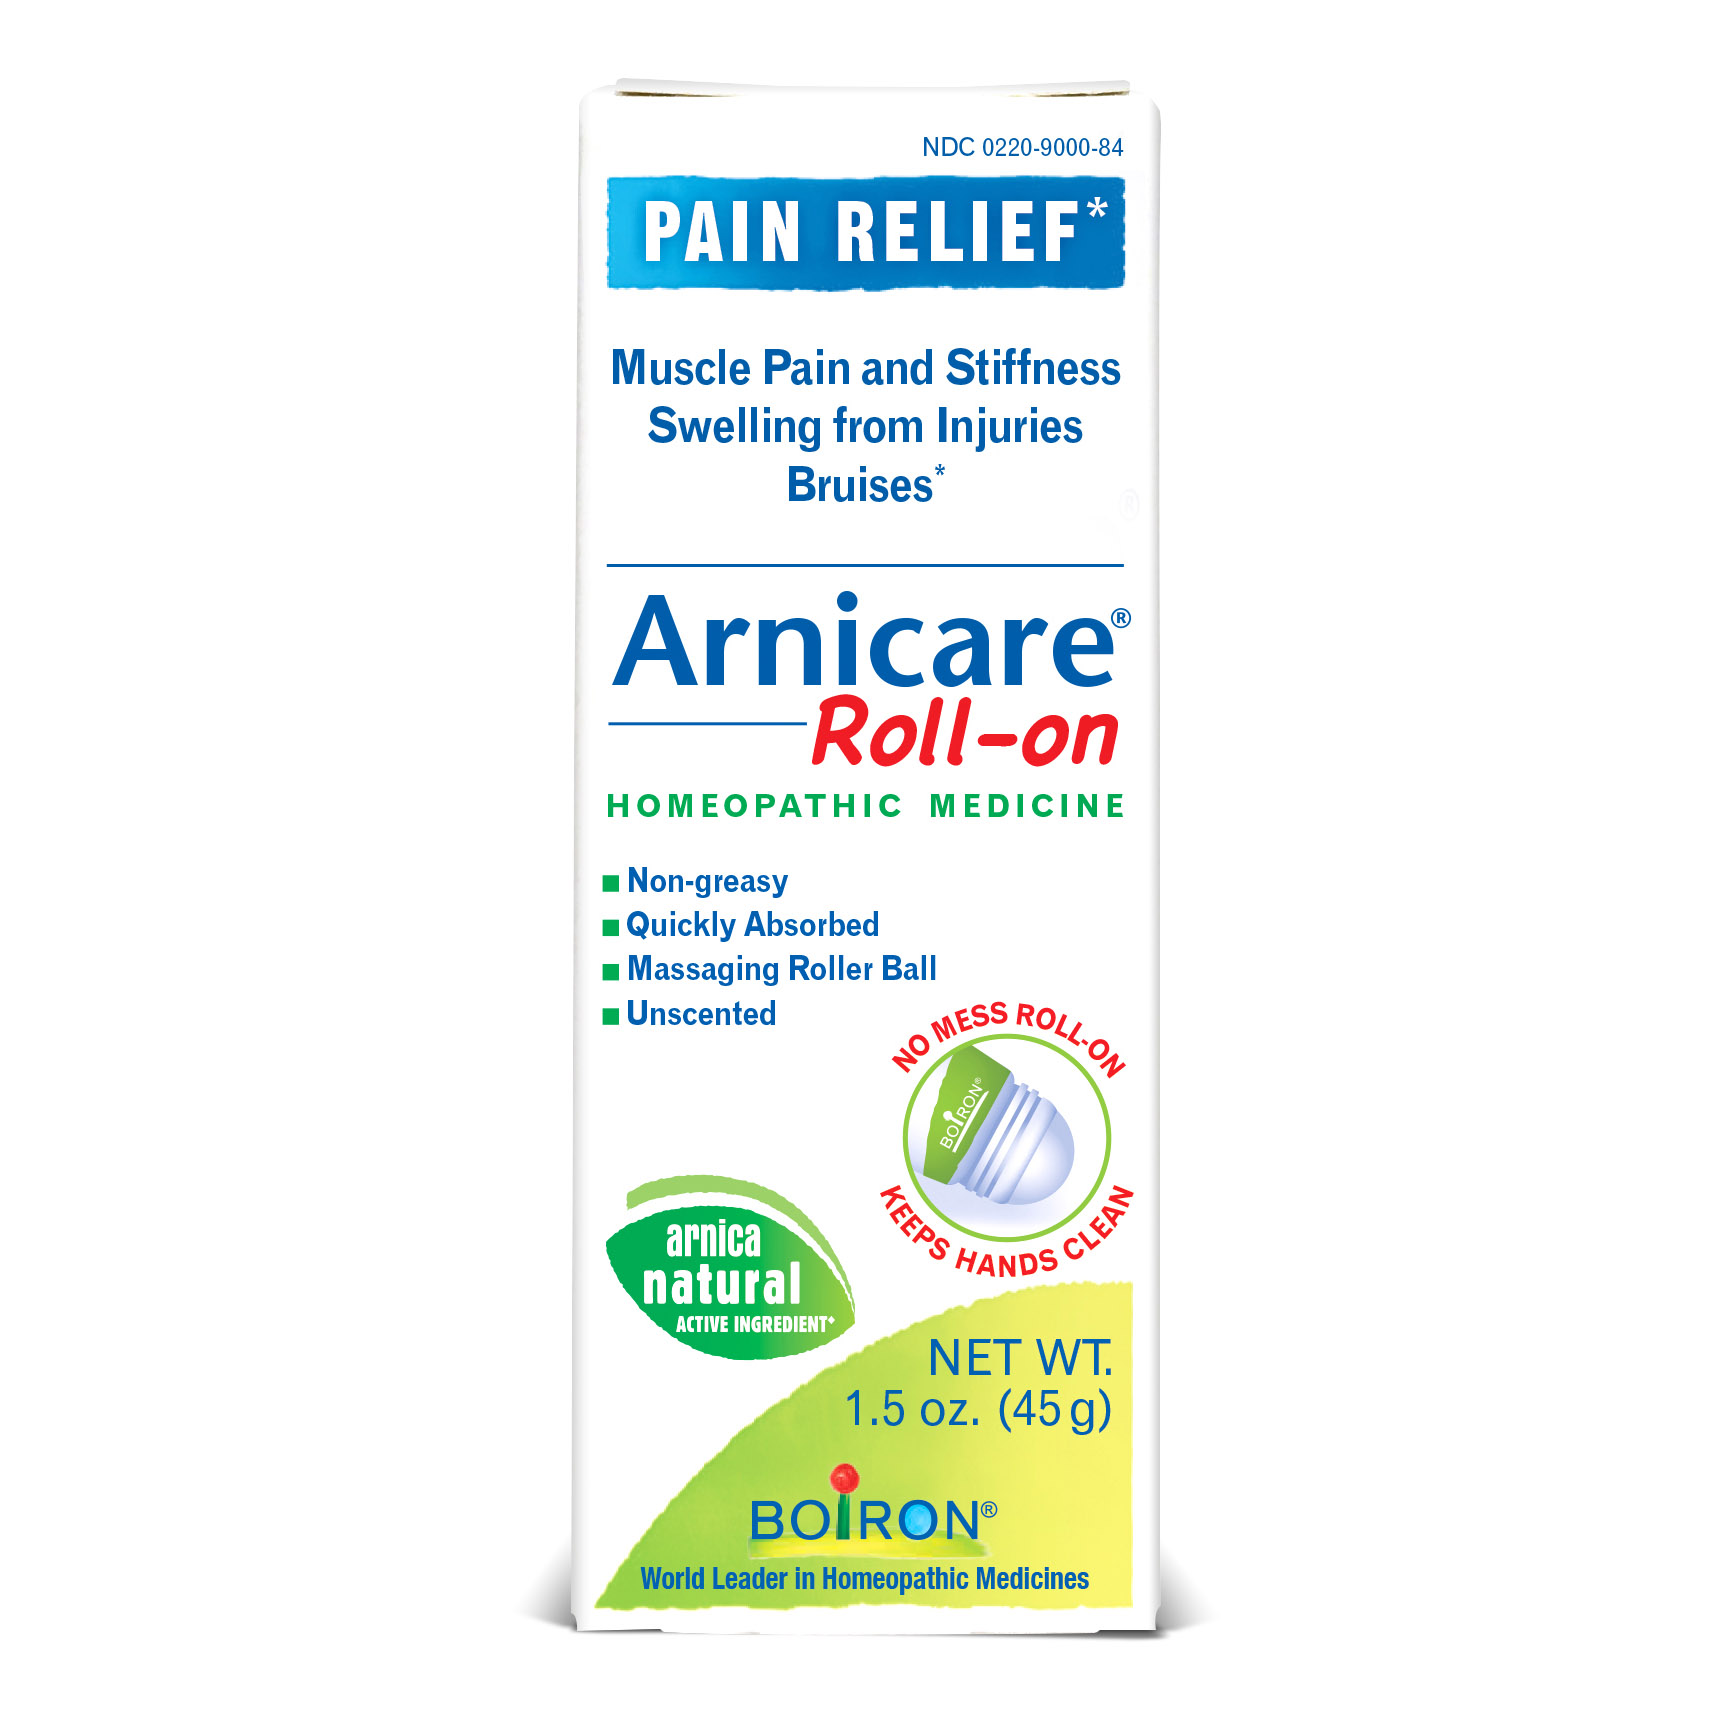 NDC 0220-9000-84
PAIN RELIEF*
Muscle Pain and Stiffness
Swelling from Injuries
Bruises*
Arnicare®
Roll-on
HOMEOPATHIC MEDICINE
Non-greasy
Quickly Absorbed
Massaging Roller Ball
Unscented
NO MESS ROLL-ON
BOIRON®
KEEPS HANDS CLEAN
arnica
natural
ACTIVE INGREDIENT♦
NET WT.
1.5 oz. (45 g)
BOIRON®
World Leader in Homeopathic Medicines